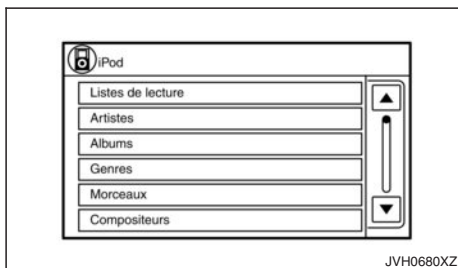 iPod
Listes de lecture
Artistes
Albums
Genres
Morceaux
Compositeurs
JVH0680XZ